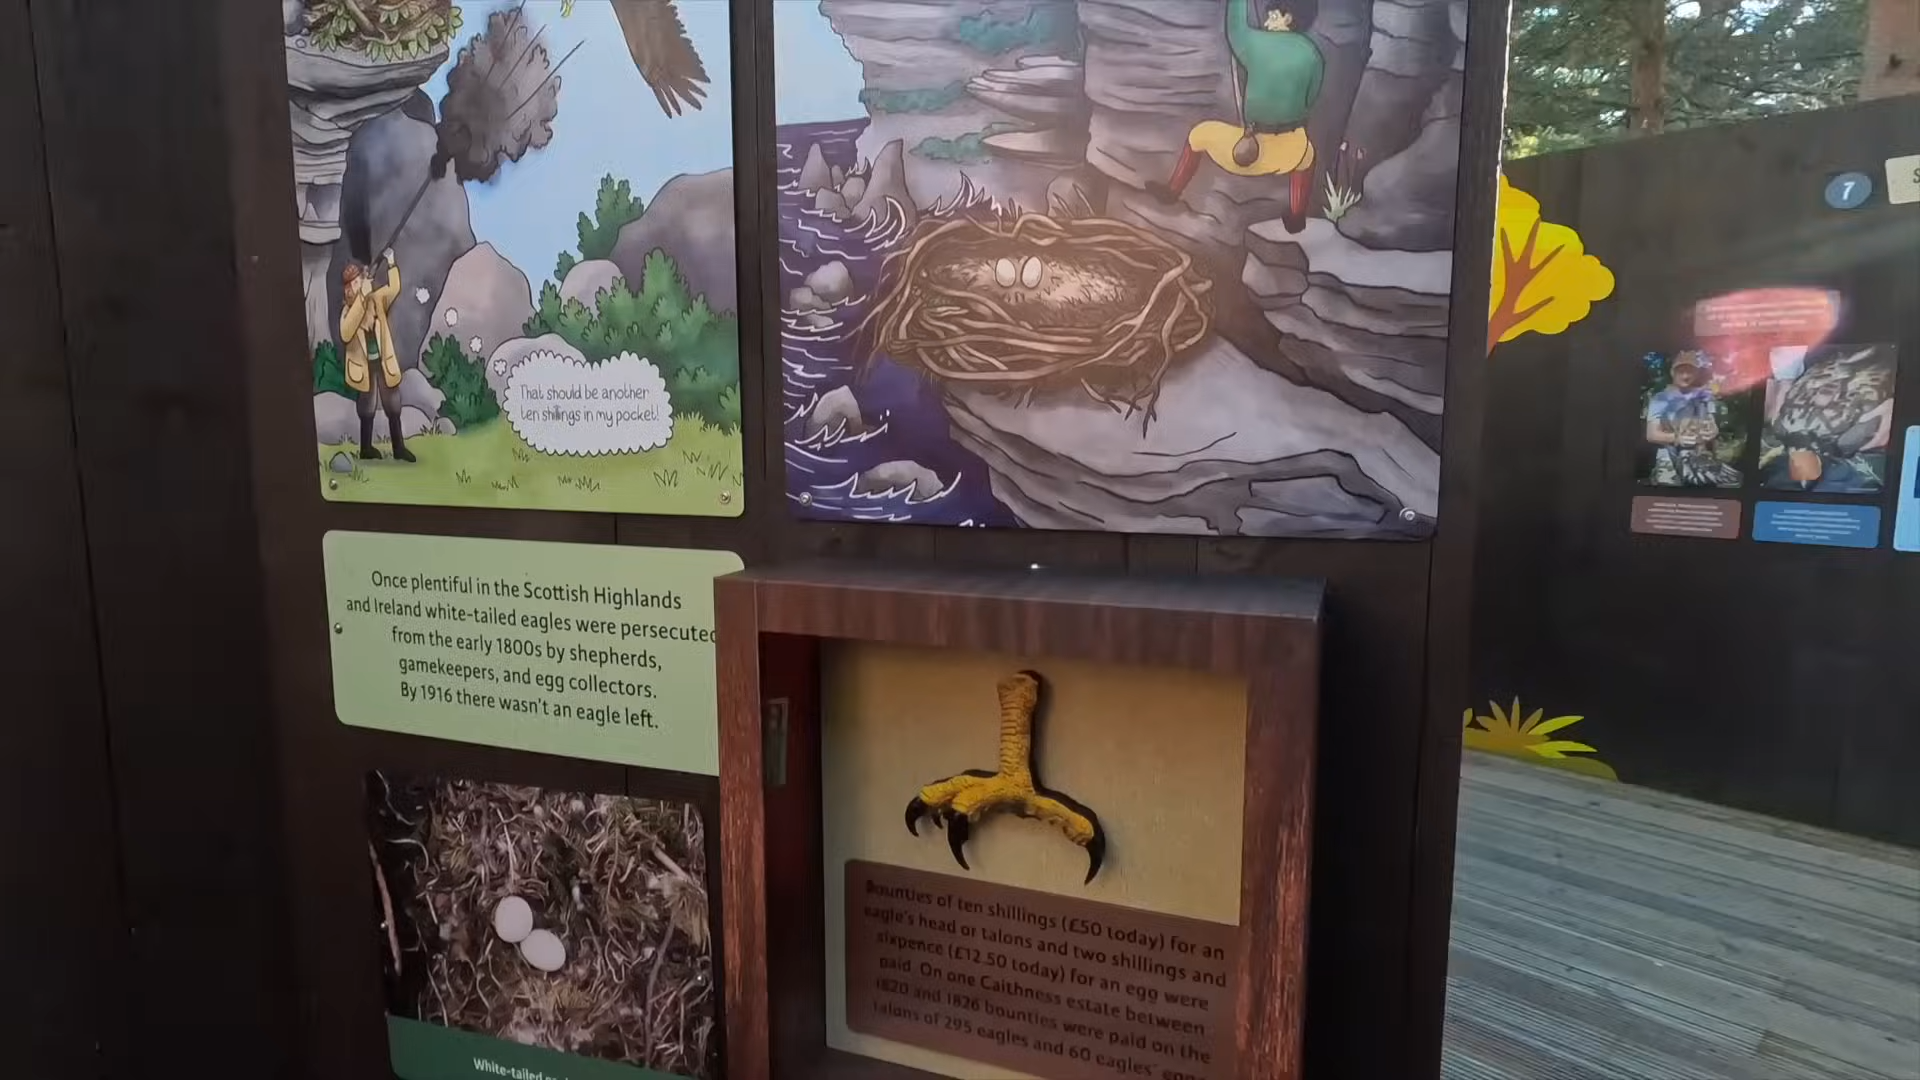 That should be another
ten shillings in my pocket!
7
Once plentiful in the Scottish Highlands
and Ireland white-tailed eagles were persecuted
from the early 1800s by shepherds,
gamekeepers, and egg collectors.
By 1916 there wasn't an eagle left.
Bounties of ten shillings (£50 today) for an
eagle's head or talons and two shillings and
sixpence (£12.50 today) for an egg were
paid. On one Caithness estate between
1820 and 1826 bounties were paid on the
talons of 295 eagles and 60 eagles'
White-tailed